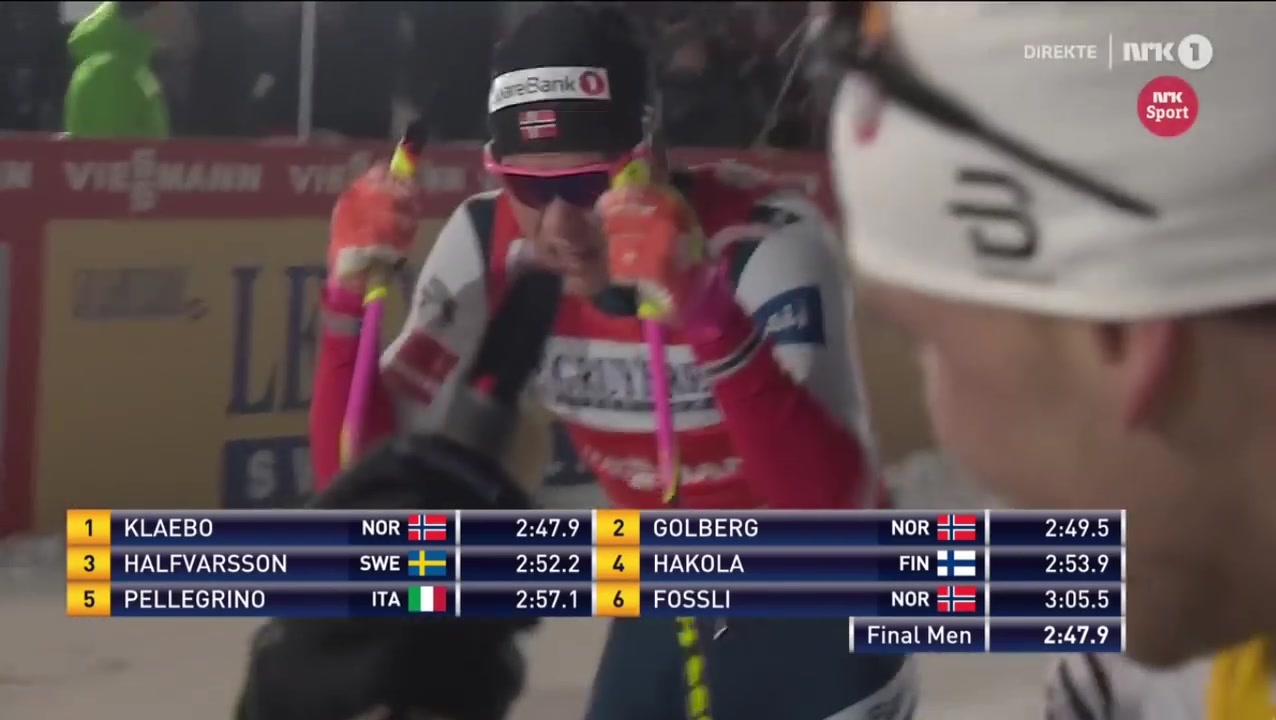 DIREKTE nrk 1
nrk
Sport
Bank 1
VIESSMANN
GRUYERE
1 KLAEBO NOR 2:47.9 2 GOLBERG NOR 2:49.5
3 HALFVARSSON SWE 2:52.2 4 HAKOLA FIN 2:53.9
5 PELLEGRINO ITA 2:57.1 6 FOSSLI NOR 3:05.5
Final Men 2:47.9